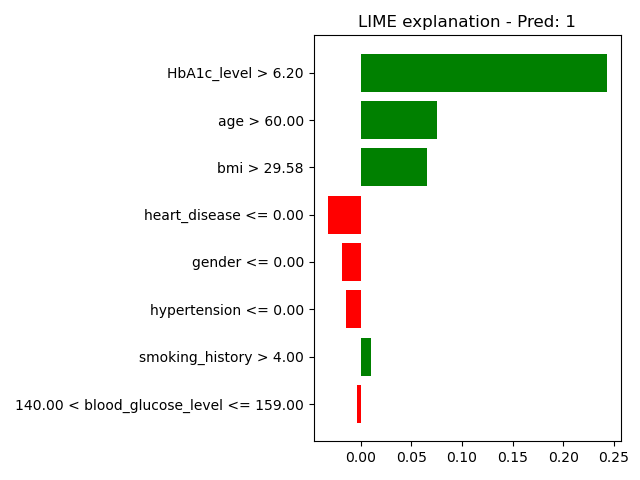 LIME explanation - Pred: 1
HbA1c_level > 6.20
age > 60.00
bmi > 29.58
heart_disease <= 0.00
gender <= 0.00
hypertension <= 0.00
smoking_history > 4.00
140.00 < blood_glucose_level <= 159.00
0.00 0.05 0.10 0.15 0.20 0.25